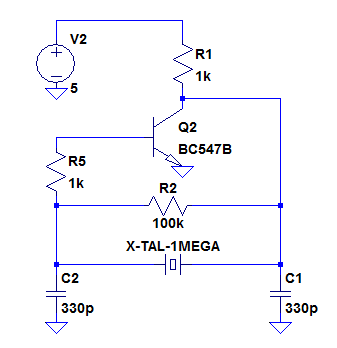 V2
R1
1k
5
Q2
BC547B
R5
1k
R2
100k
X-TAL-1MEGA
C2
330p
C1
330p